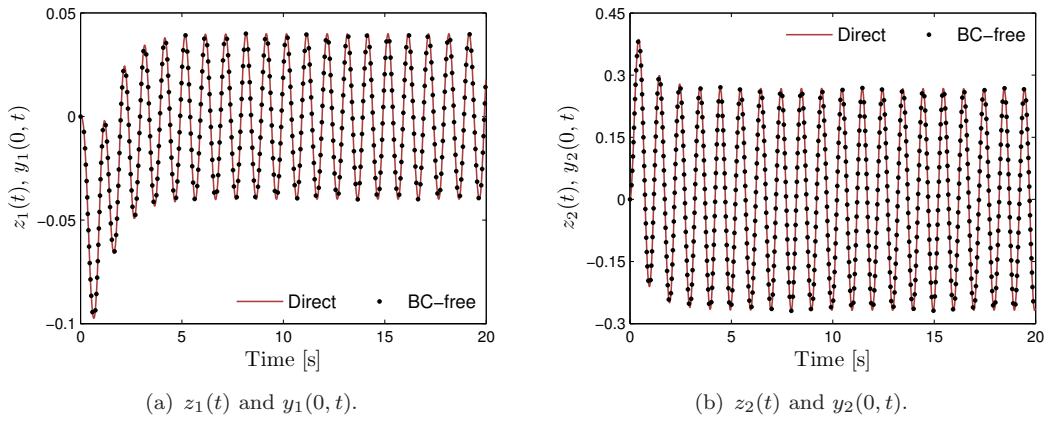 0.05
0
−0.05
−0.1
0 5 10 15 20
z₁(t), y₁(0, t)
Time [s]
Direct BC−free
(a) z₁(t) and y₁(0, t).
0.45
0.3
0.15
0
−0.15
−0.3
0 5 10 15 20
z₂(t), y₂(0, t)
Time [s]
Direct BC−free
(b) z₂(t) and y₂(0, t).